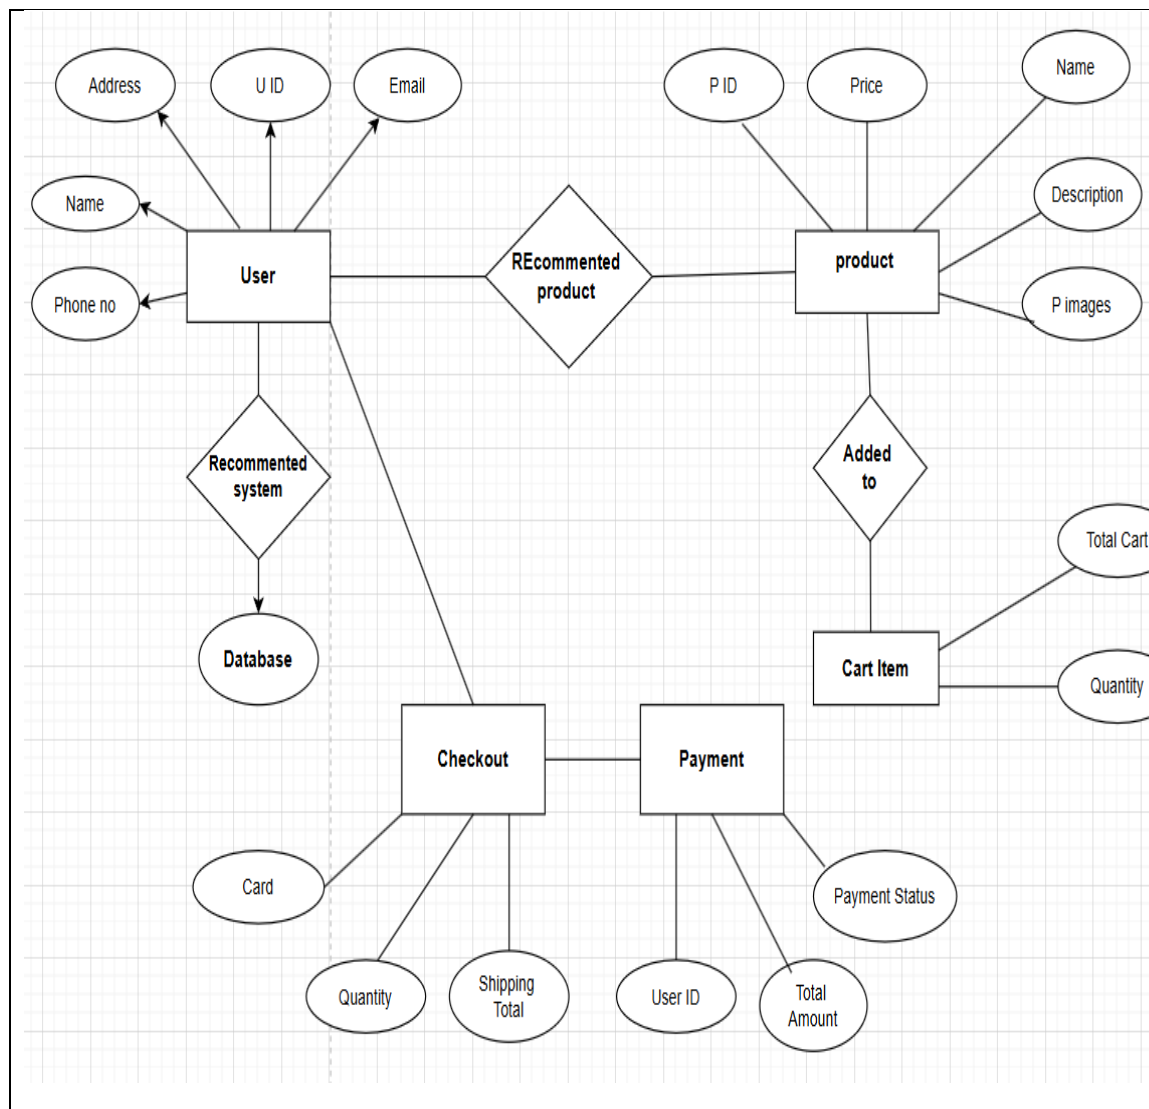 Address
U ID
Email
P ID
Price
Name
Name
Description
User
REcommented
product
product
Phone no
P images
Recommented
system
Added
to
Total Cart
Database
Cart Item
Quantity
Checkout
Payment
Card
Payment Status
Quantity
Shipping
Total
User ID
Total
Amount